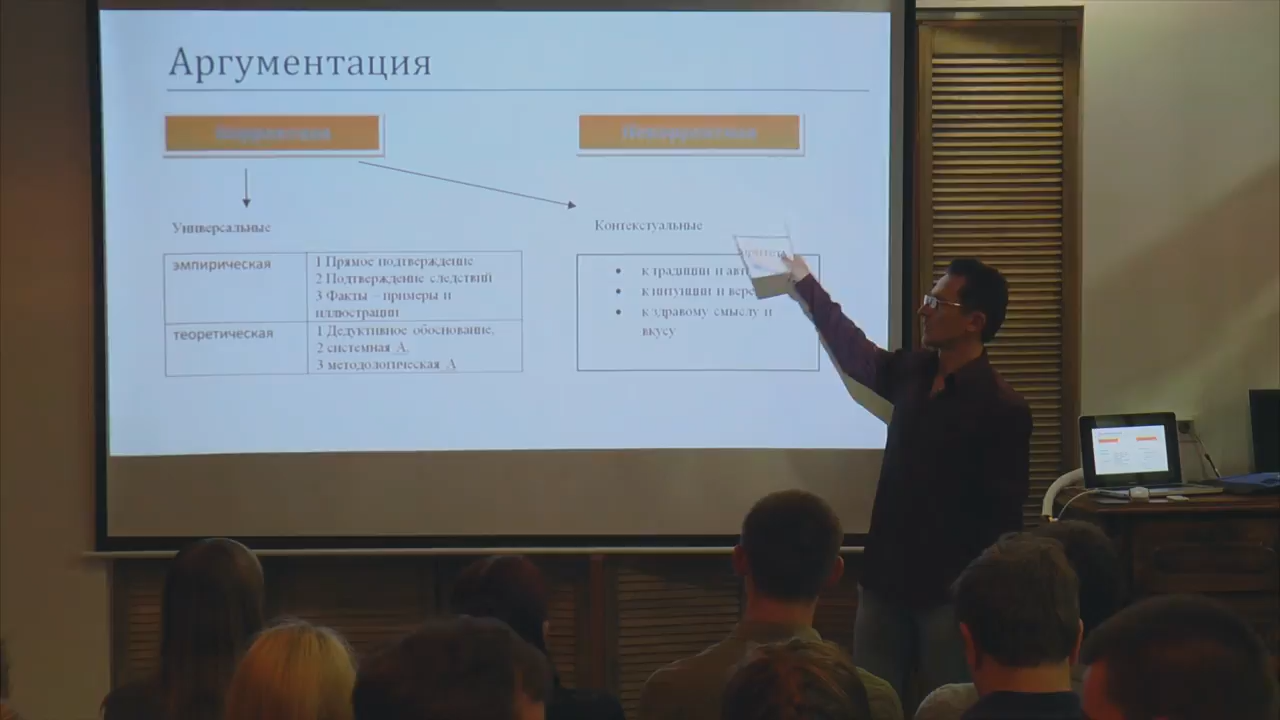 Аргументация
Универсальные
Контекстуальные
эмпирическая
1 Прямое подтверждение
2 Подтверждение следствий
3 Факты – примеры и
иллюстрации
теоретическая
1 Дедуктивное обоснование,
2 системная А.
3 методологическая А
к традиции и
к интуиции и
к здравому смыслу и
вкусу